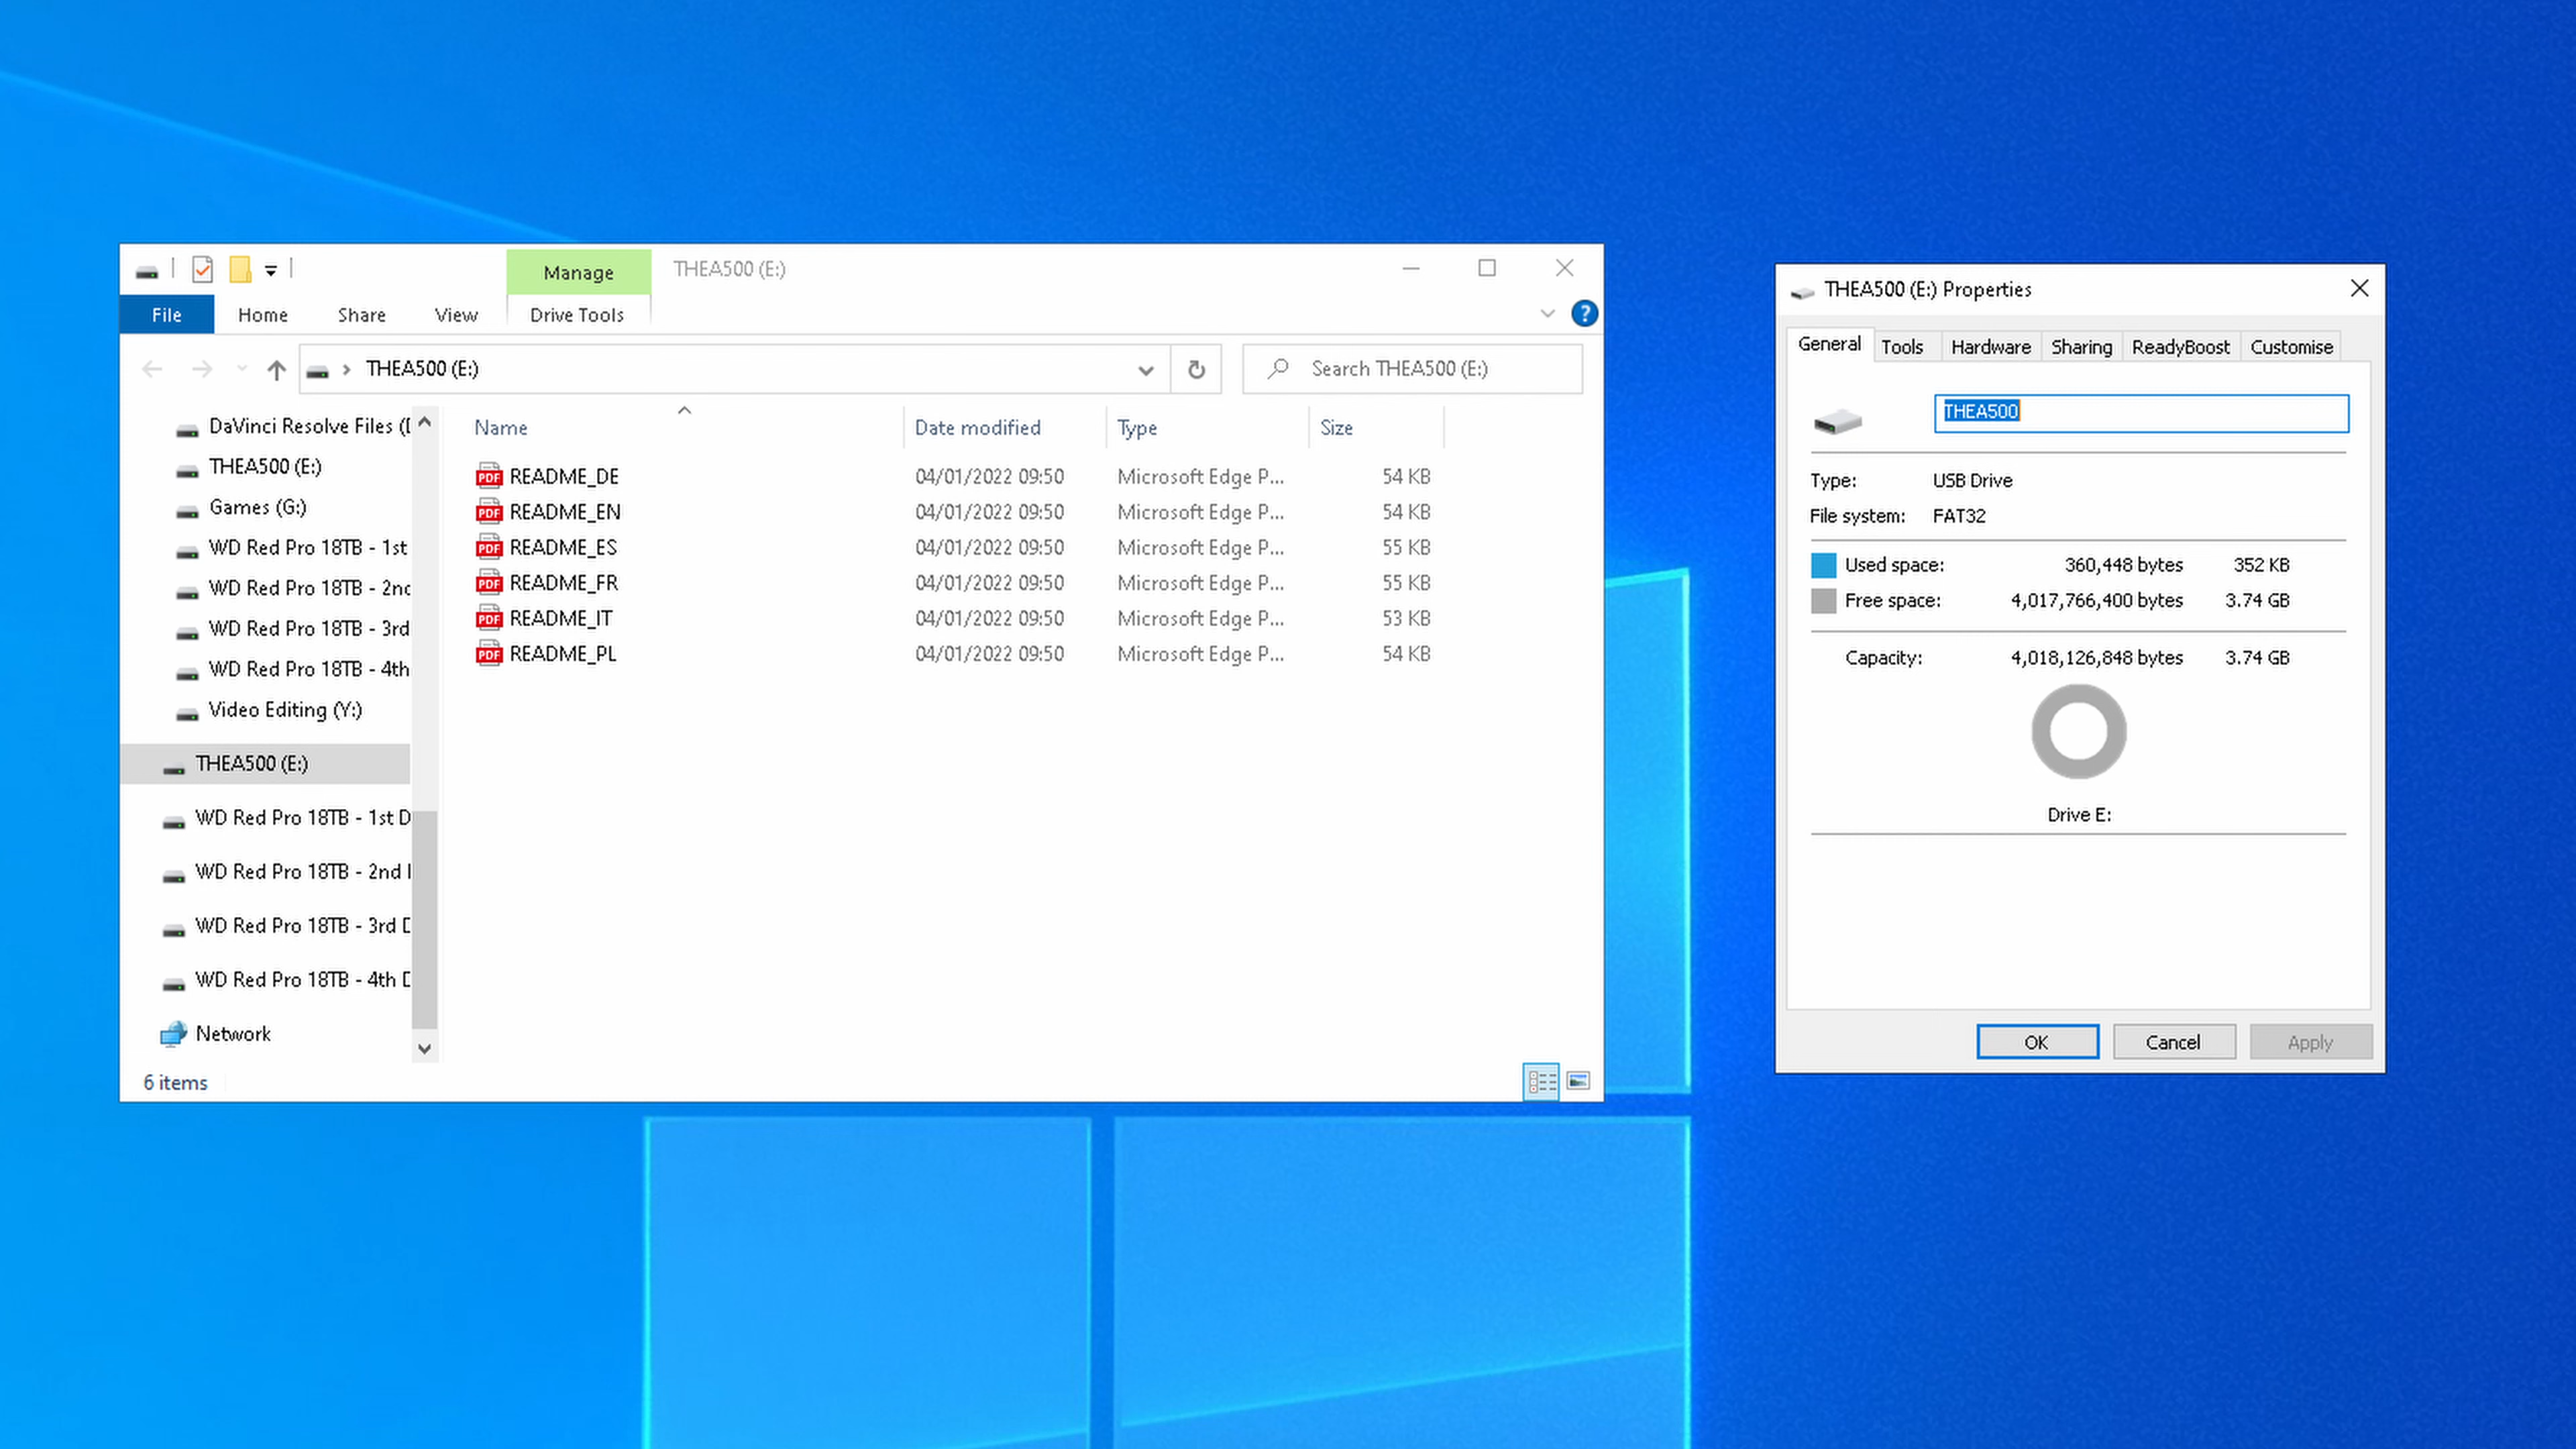 Manage
THEA500 (E:)
File
Home
Share
View
Drive Tools
?
THEA500 (E:)
Search THEA500 (E:)
DaVinci Resolve Files (
THEA500 (E:)
Games (G:)
WD Red Pro 18TB - 1st
WD Red Pro 18TB - 2nd
WD Red Pro 18TB - 3rd
WD Red Pro 18TB - 4th
Video Editing (Y:)
THEA500 (E:)
WD Red Pro 18TB - 1st D
WD Red Pro 18TB - 2nd
WD Red Pro 18TB - 3rd
WD Red Pro 18TB - 4th
Network
Name Date modified Type Size
PDF README_DE 04/01/2022 09:50 Microsoft Edge P... 54 KB
PDF README_EN 04/01/2022 09:50 Microsoft Edge P... 54 KB
PDF README_ES 04/01/2022 09:50 Microsoft Edge P... 55 KB
PDF README_FR 04/01/2022 09:50 Microsoft Edge P... 55 KB
PDF README_IT 04/01/2022 09:50 Microsoft Edge P... 53 KB
PDF README_PL 04/01/2022 09:50 Microsoft Edge P... 54 KB
6 items
THEA500 (E:) Properties
General Tools Hardware Sharing ReadyBoost Customise
THEA500
Type: USB Drive
File system: FAT32
Used space: 360,448 bytes 352 KB
Free space: 4,017,766,400 bytes 3.74 GB
Capacity: 4,018,126,848 bytes 3.74 GB
Drive E:
OK
Cancel
Apply